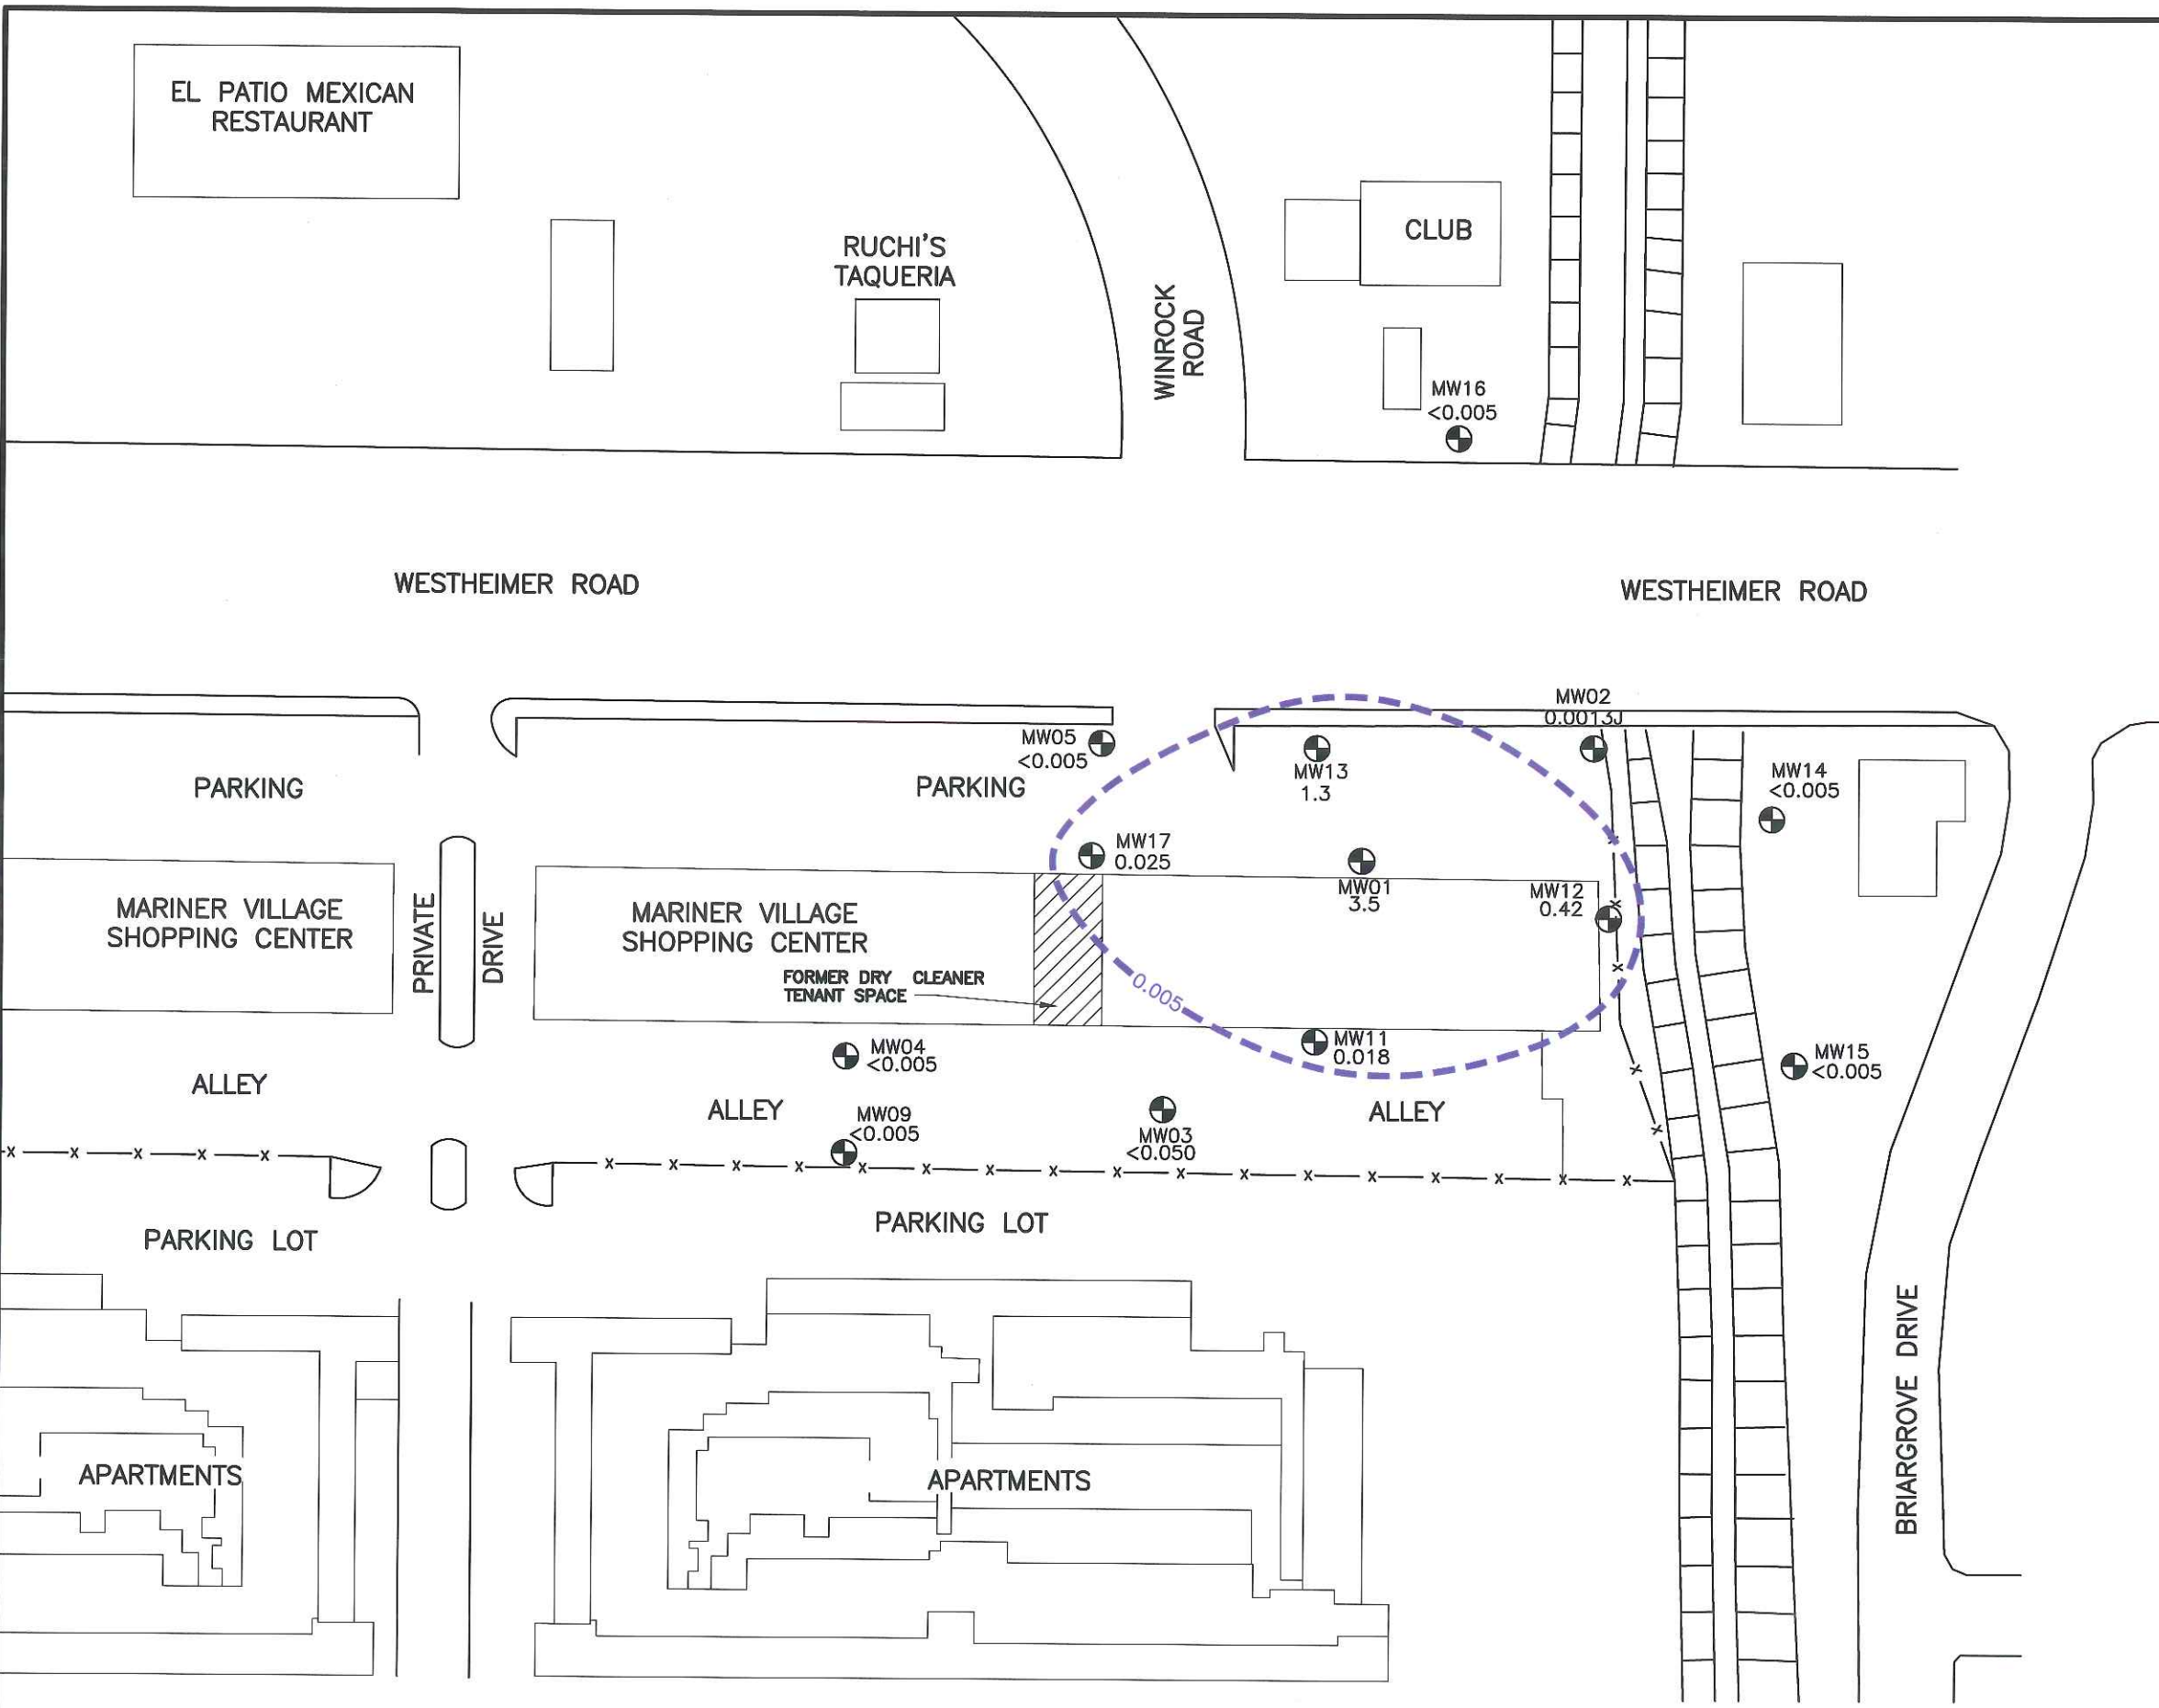 EL PATIO MEXICAN
RESTAURANT
RUCHI'S
TAQUERIA
WINROCK
ROAD
CLUB
MW16
<0.005
WESTHEIMER ROAD
WESTHEIMER ROAD
MW02
0.0013J
MW05
<0.005
MW13
1.3
MW14
<0.005
PARKING
PARKING
MW17
0.025
MW01
3.5
MW12
0.42
MARINER VILLAGE
SHOPPING CENTER
PRIVATE
DRIVE
MARINER VILLAGE
SHOPPING CENTER
FORMER DRY CLEANER
TENANT SPACE
0.005
MW11
0.018
MW04
<0.005
MW15
<0.005
ALLEY
ALLEY
MW09
<0.005
MW03
<0.050
ALLEY
PARKING LOT
PARKING LOT
APARTMENTS
APARTMENTS
BRIARGROVE DRIVE